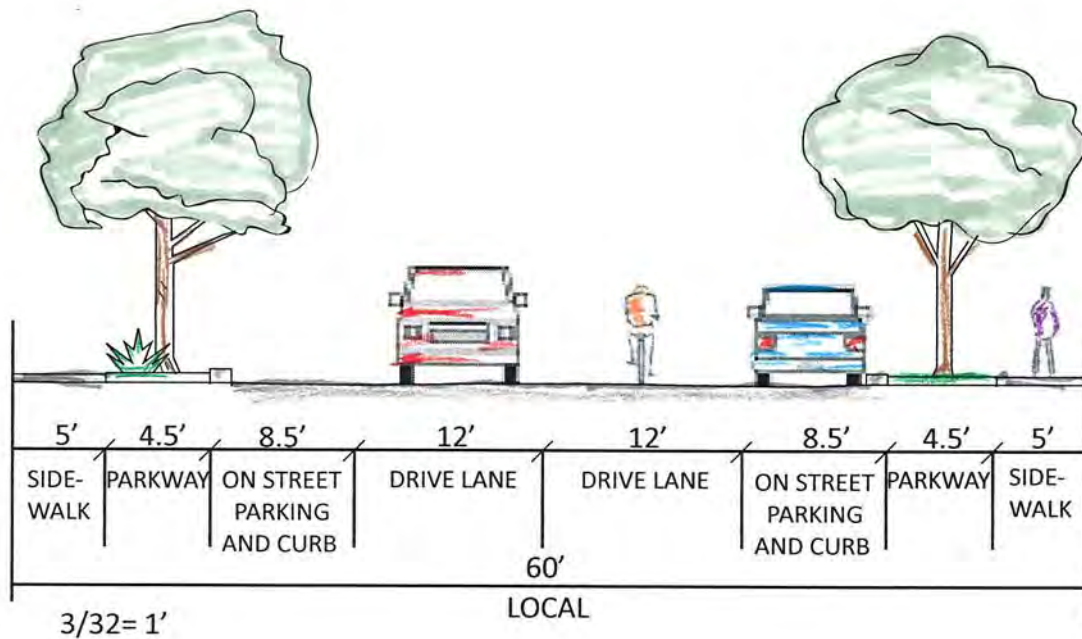 5' 4.5' 8.5' 12' 12' 8.5' 4.5' 5'
SIDE-
WALK
PARKWAY
ON STREET
PARKING
AND CURB
DRIVE LANE
DRIVE LANE
ON STREET
PARKING
AND CURB
PARKWAY
SIDE-
WALK
60'
LOCAL
3/32= 1'